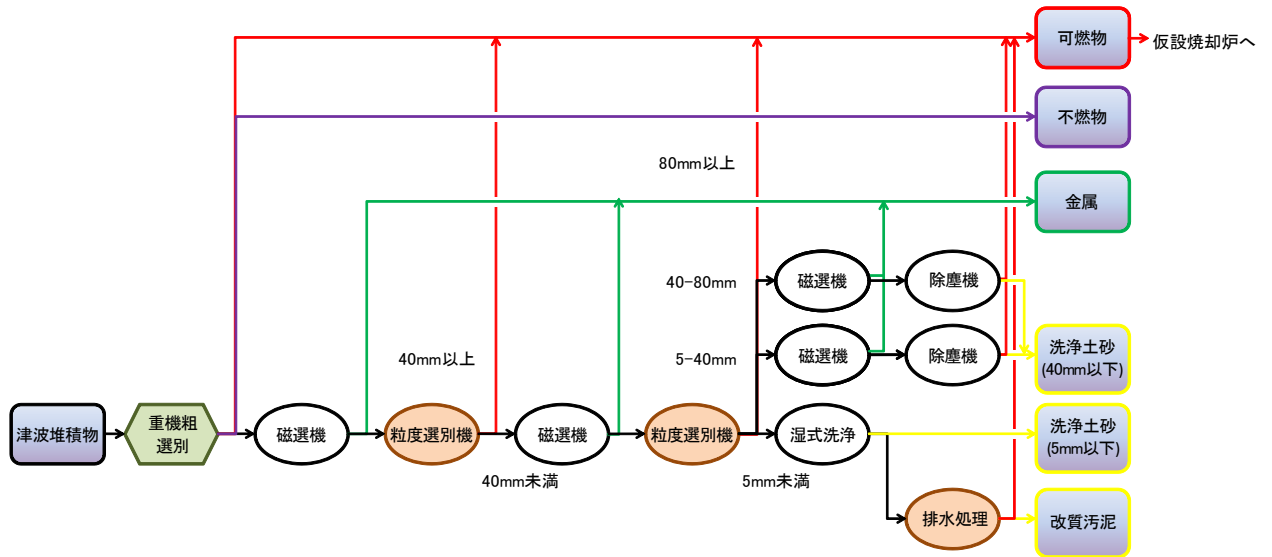 可燃物
仮設焼却炉へ
不燃物
80mm以上
金属
40-80mm
磁選機
除塵機
40mm以上
5-40mm
磁選機
除塵機
洗浄土砂
(40mm以下)
津波堆積物
重機粗
選別
磁選機
粒度選別機
磁選機
粒度選別機
湿式洗浄
洗浄土砂
(5mm以下)
40mm未満
5mm未満
排水処理
改質汚泥